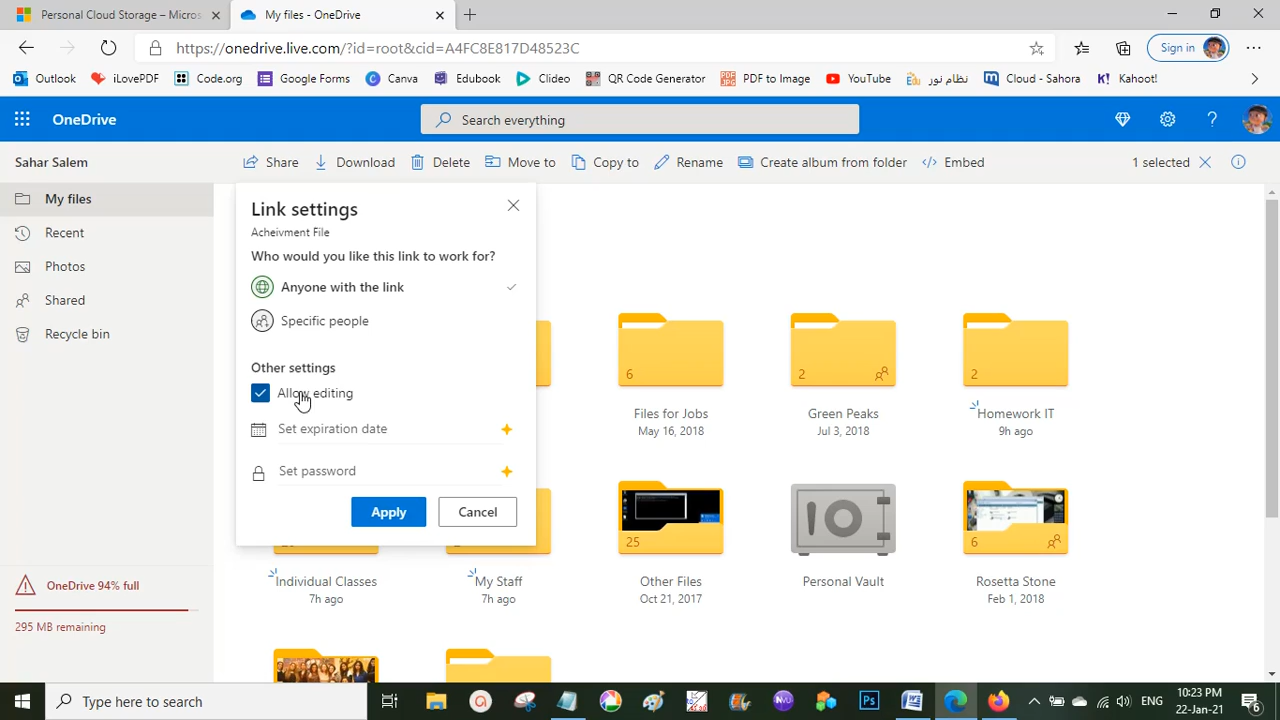 Personal Cloud Storage – Micros
My files - OneDrive
https://onedrive.live.com/?id=root&cid=A4FC8E817D48523C
Sign in
Outlook
iLovePDF
Code.org
Google Forms
Canva
Edubook
Clideo
QR Code Generator
PDF to Image
YouTube
نظام نور
Cloud - Sahora
Kahoot!
OneDrive
Search everything
Sahar Salem
Share
Download
Delete
Move to
Copy to
Rename
Create album from folder
Embed
1 selected
My files
Recent
Photos
Shared
Recycle bin
OneDrive 94% full
295 MB remaining
Link settings
Acheivment File
Who would you like this link to work for?
Anyone with the link
Specific people
Other settings
Allow editing
Set expiration date
Set password
Apply
Cancel
6
Files for Jobs
May 16, 2018
2
Green Peaks
Jul 3, 2018
2
Homework IT
9h ago
Individual Classes
7h ago
My Staff
7h ago
25
Other Files
Oct 21, 2017
Personal Vault
6
Rosetta Stone
Feb 1, 2018
Type here to search
ENG
10:23 PM
22-Jan-21
6